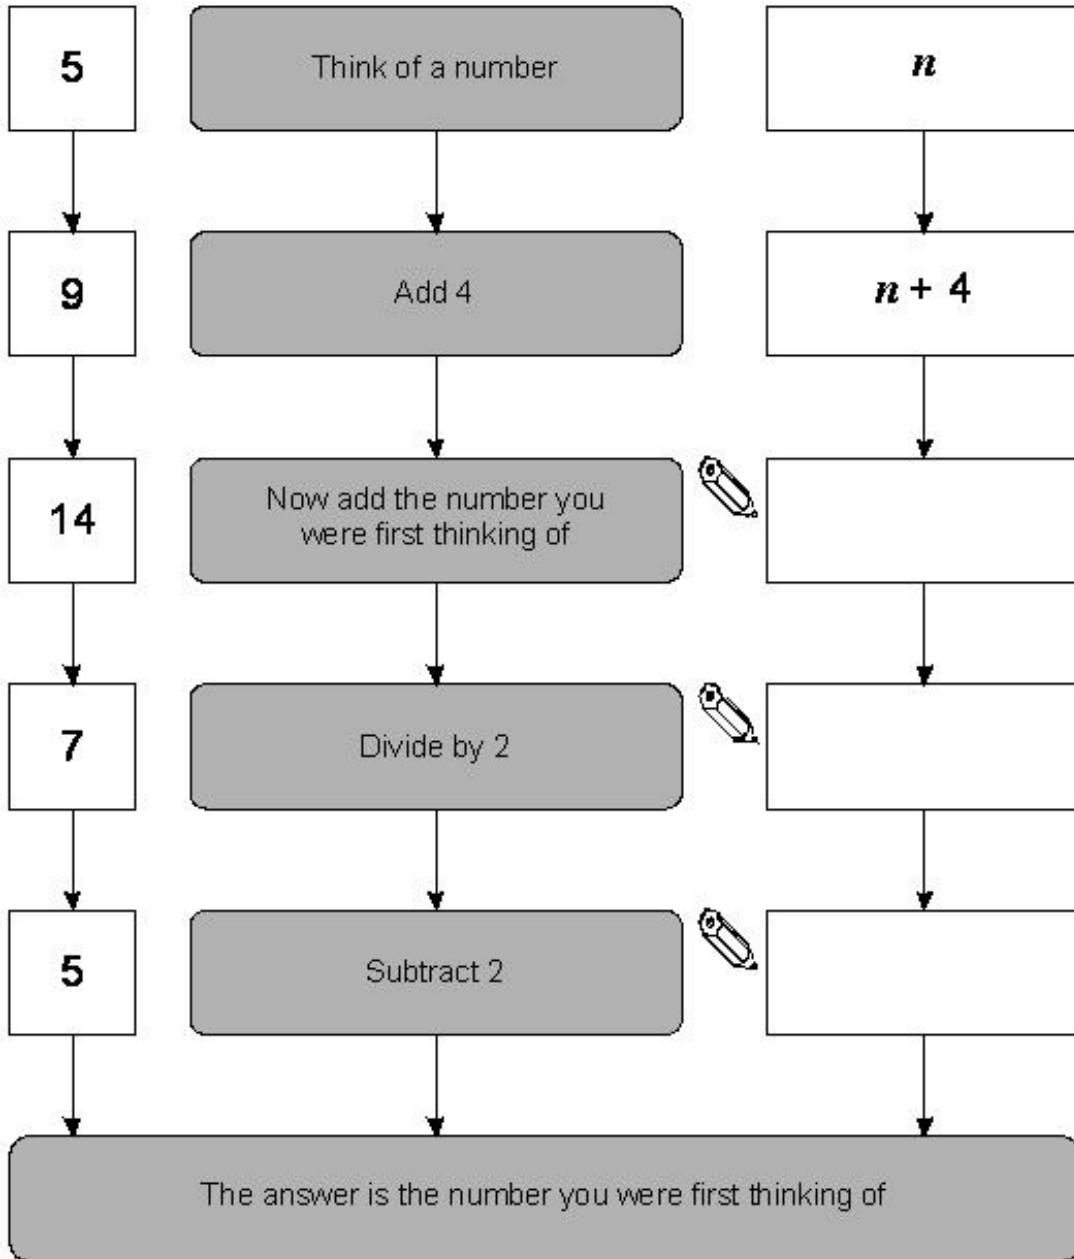 5
Think of a number
n
9
Add 4
n + 4
14
Now add the number you
were first thinking of
7
Divide by 2
5
Subtract 2
The answer is the number you were first thinking of